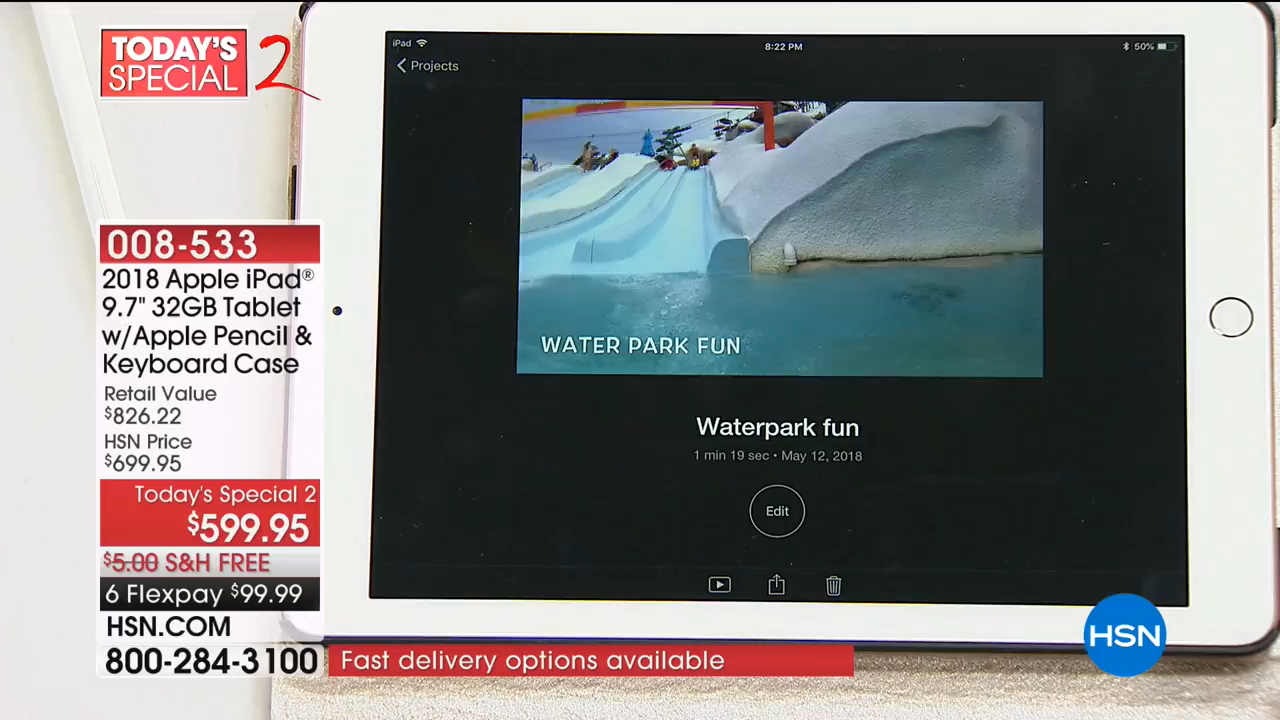 TODAY'S
SPECIAL 2
008-533
2018 Apple iPad®
9.7" 32GB Tablet
w/Apple Pencil &
Keyboard Case
Retail Value
$826.22
HSN Price
$699.95
Today's Special 2
$599.95
$5.00 S&H FREE
6 Flexpay $99.99
HSN.COM
800-284-3100
Fast delivery options available
iPad
8:22 PM
50%
Projects
WATER PARK FUN
Waterpark fun
1 min 19 sec • May 12, 2018
Edit
HSN